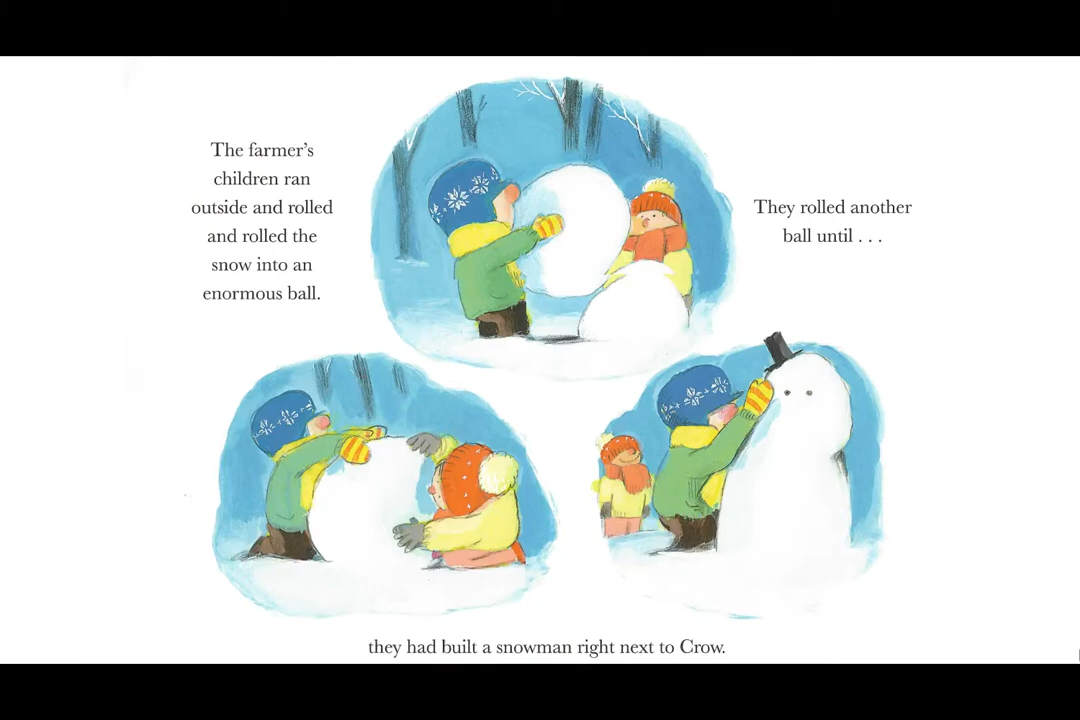 The farmer’s
children ran
outside and rolled
and rolled the
snow into an
enormous ball.
They rolled another
ball until . . .
they had built a snowman right next to Crow.